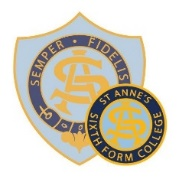 SEMPER · FIDELIS
ST ANNE'S
SIXTH FORM COLLEGE